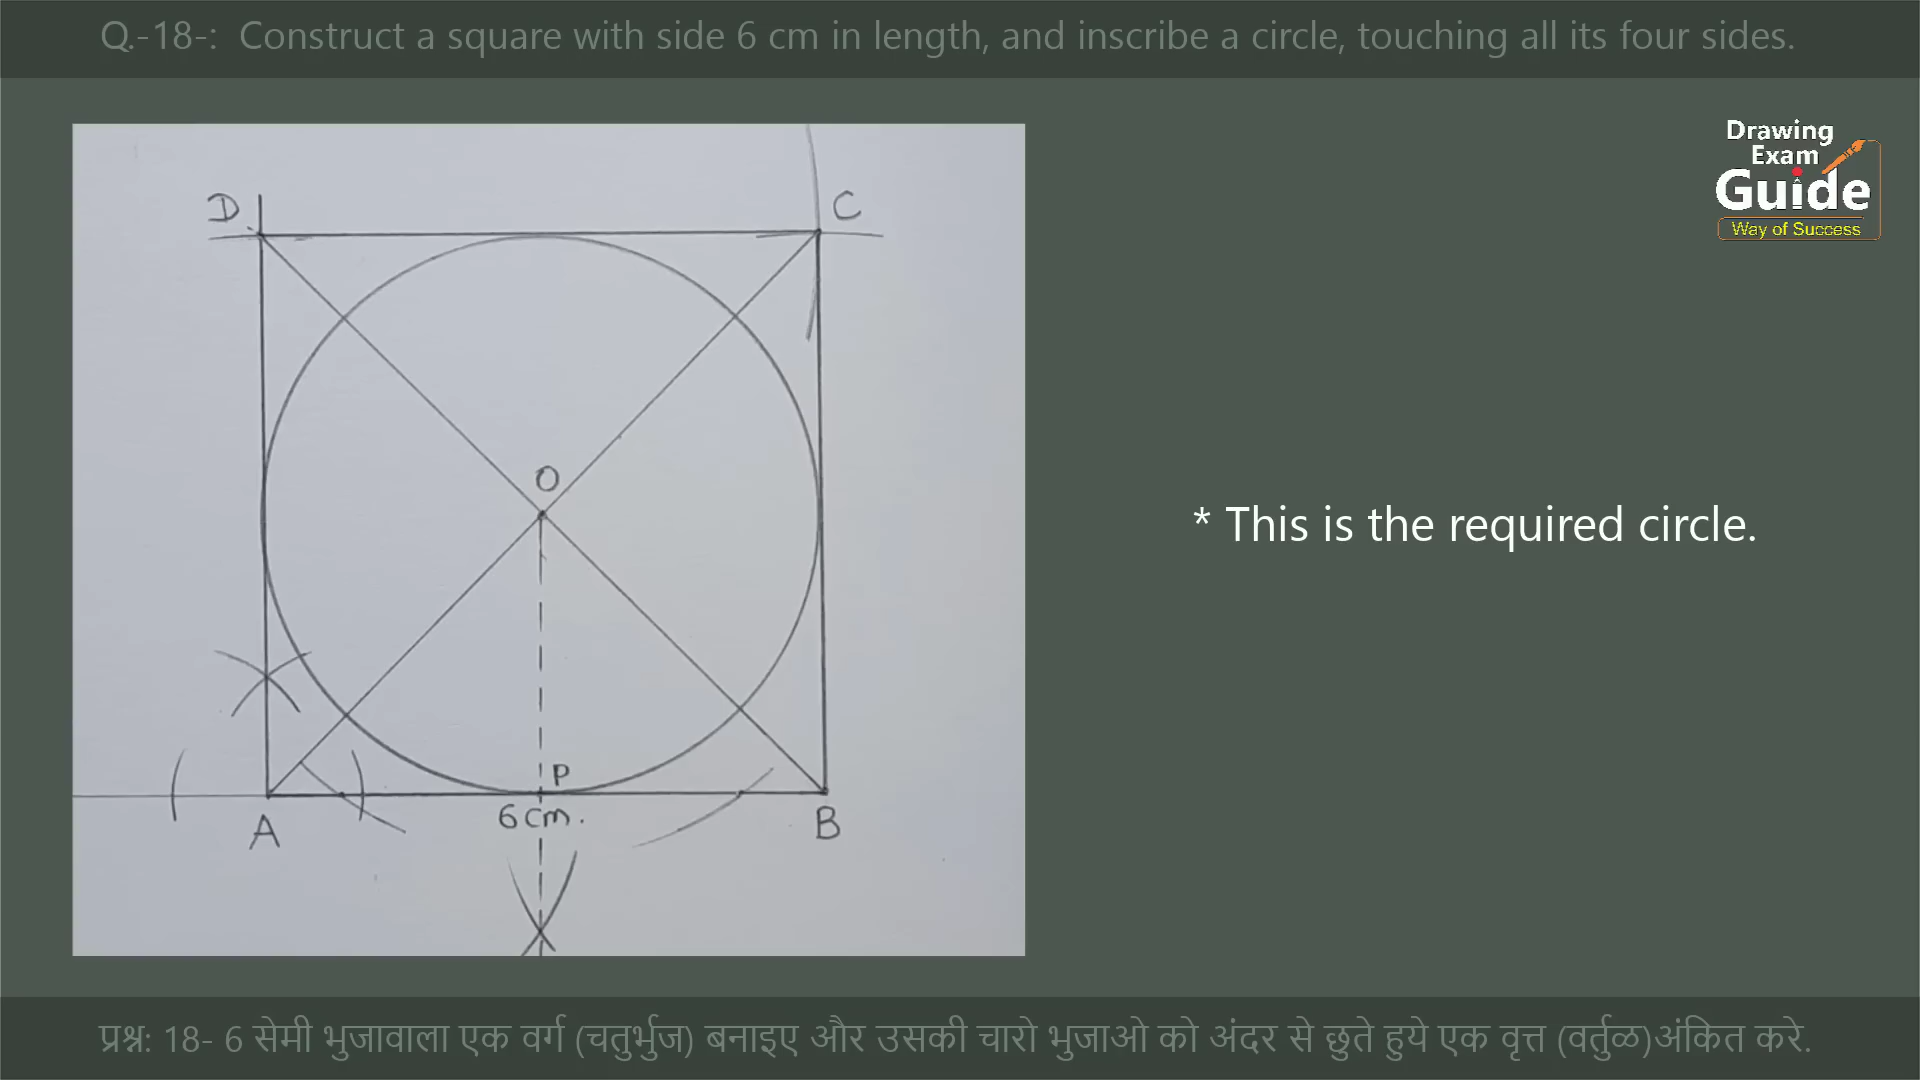 Q.-18-: Construct a square with side 6 cm in length, and inscribe a circle, touching all its four sides.
Drawing
Exam
Guide
Way of Success
D
C
O
* This is the required circle.
P
6 cm.
A
B
प्रश्न: 18- 6 सेमी भुजावाला एक वर्ग (चतुर्भुज) बनाइए और उसकी चारो भुजाओ को अंदर से छुते हुये एक वृत्त (वर्तुळ)अंकित करे.